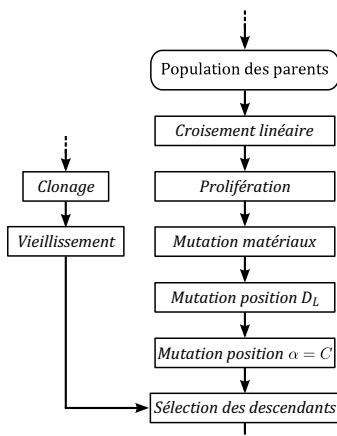 Population des parents
Croisement linéaire
Clonage
Prolifération
Vieillissement
Mutation matériaux
Mutation position D_L
Mutation position α = C
Sélection des descendants